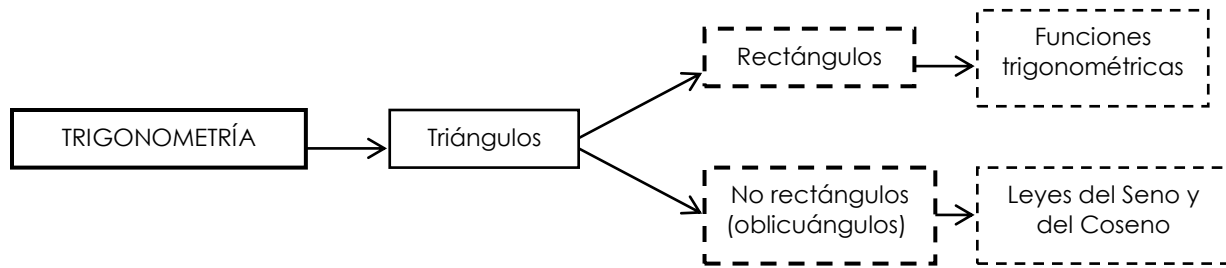 TRIGONOMETRÍA
Triángulos
Rectángulos
Funciones
trigonométricas
No rectángulos
(oblicuángulos)
Leyes del Seno y
del Coseno